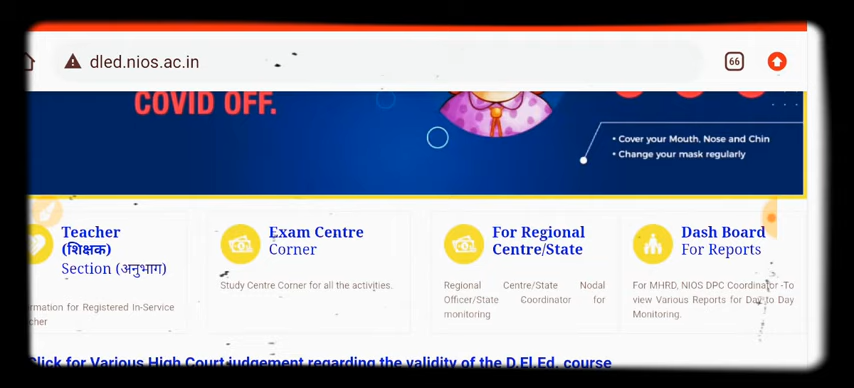 dled.nios.ac.in
66
COVID OFF.
• Cover your Mouth, Nose and Chin
• Change your mask regularly
Teacher
(शिक्षक)
Section (अनुभाग)
Exam Centre
Corner
Study Centre Corner for all the activities.
For Regional
Centre/State
Regional Centre/State Nodal
Officer/State Coordinator for
monitoring
Dash Board
For Reports
For MHRD, NIOS DPC Coordinator -To
view Various Reports for Day to Day
Monitoring.
for Registered In-Service
Click for Various High Court judgement regarding the validity of the D.El.Ed. course